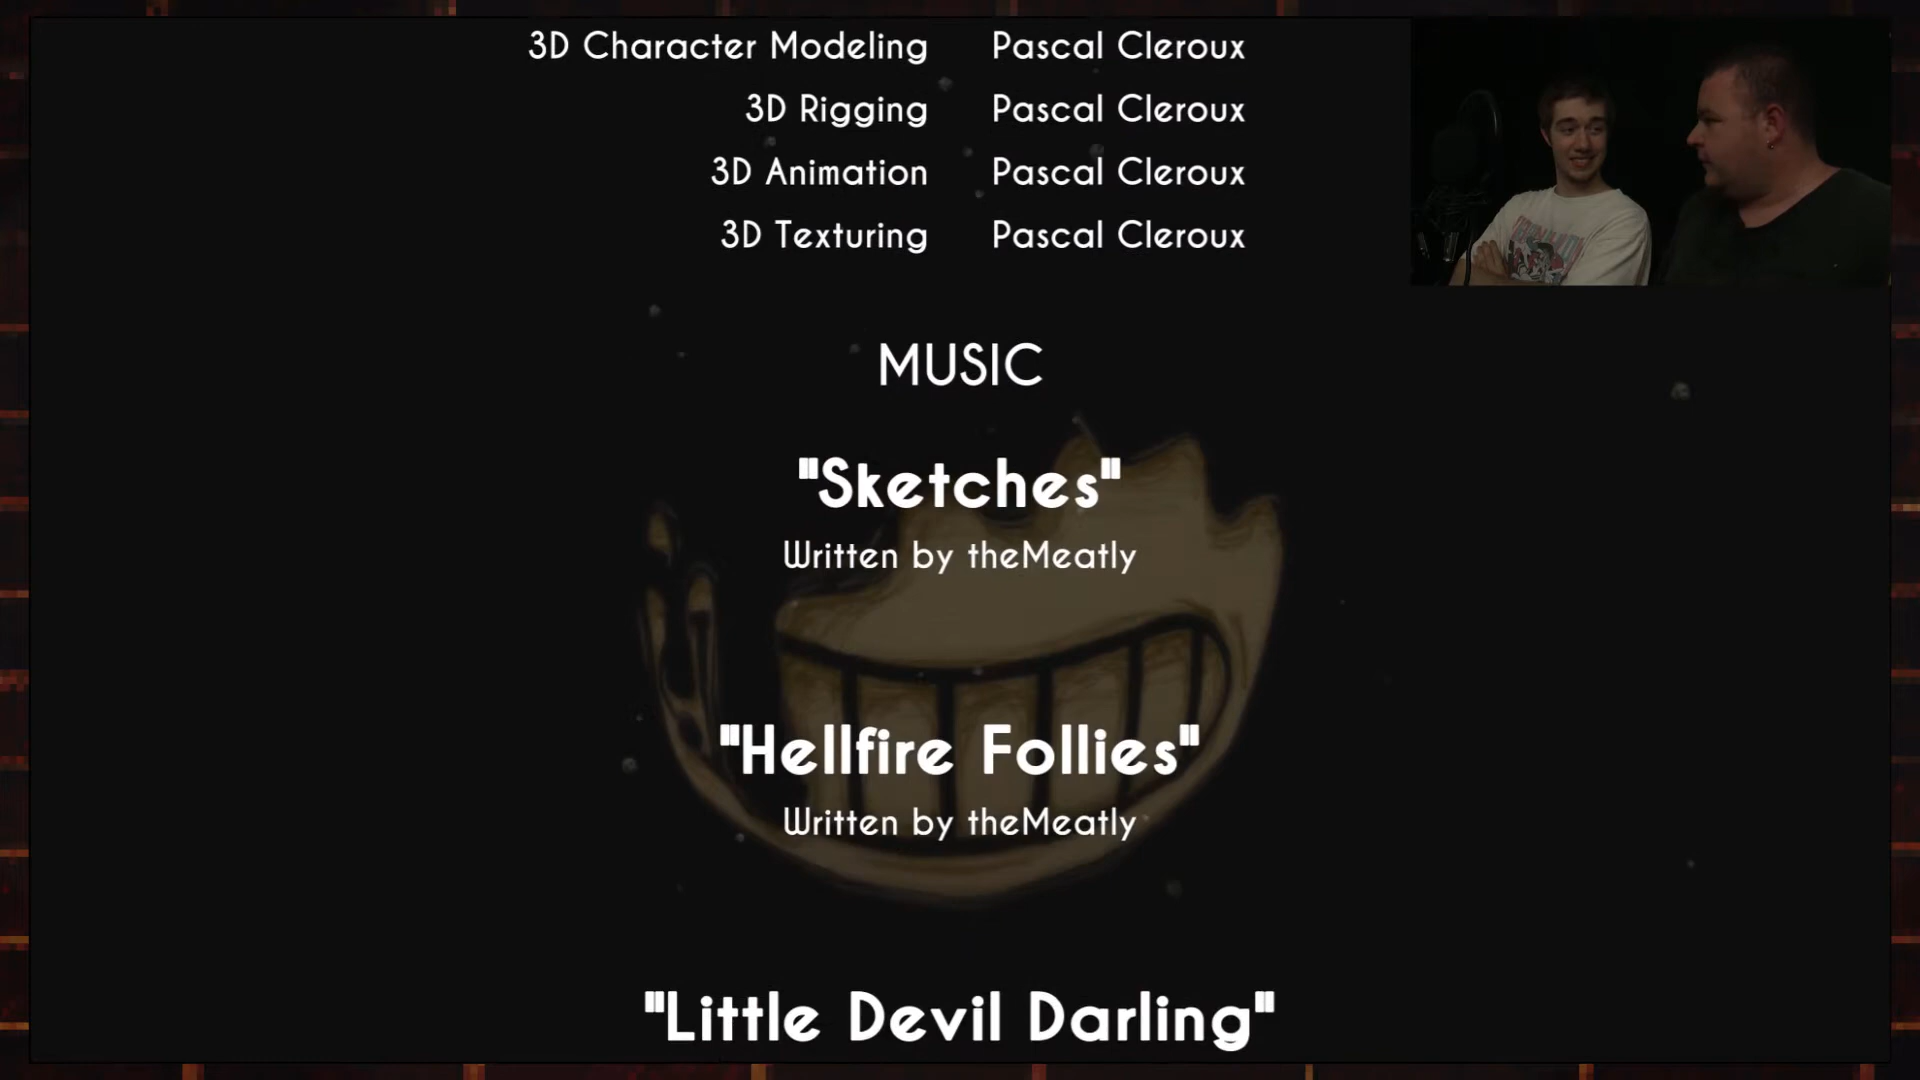 3D Character Modeling Pascal Cleroux
3D Rigging Pascal Cleroux
3D Animation Pascal Cleroux
3D Texturing Pascal Cleroux
MUSIC
"Sketches"
Written by theMeatly
"Hellfire Follies"
Written by theMeatly
"Little Devil Darling"